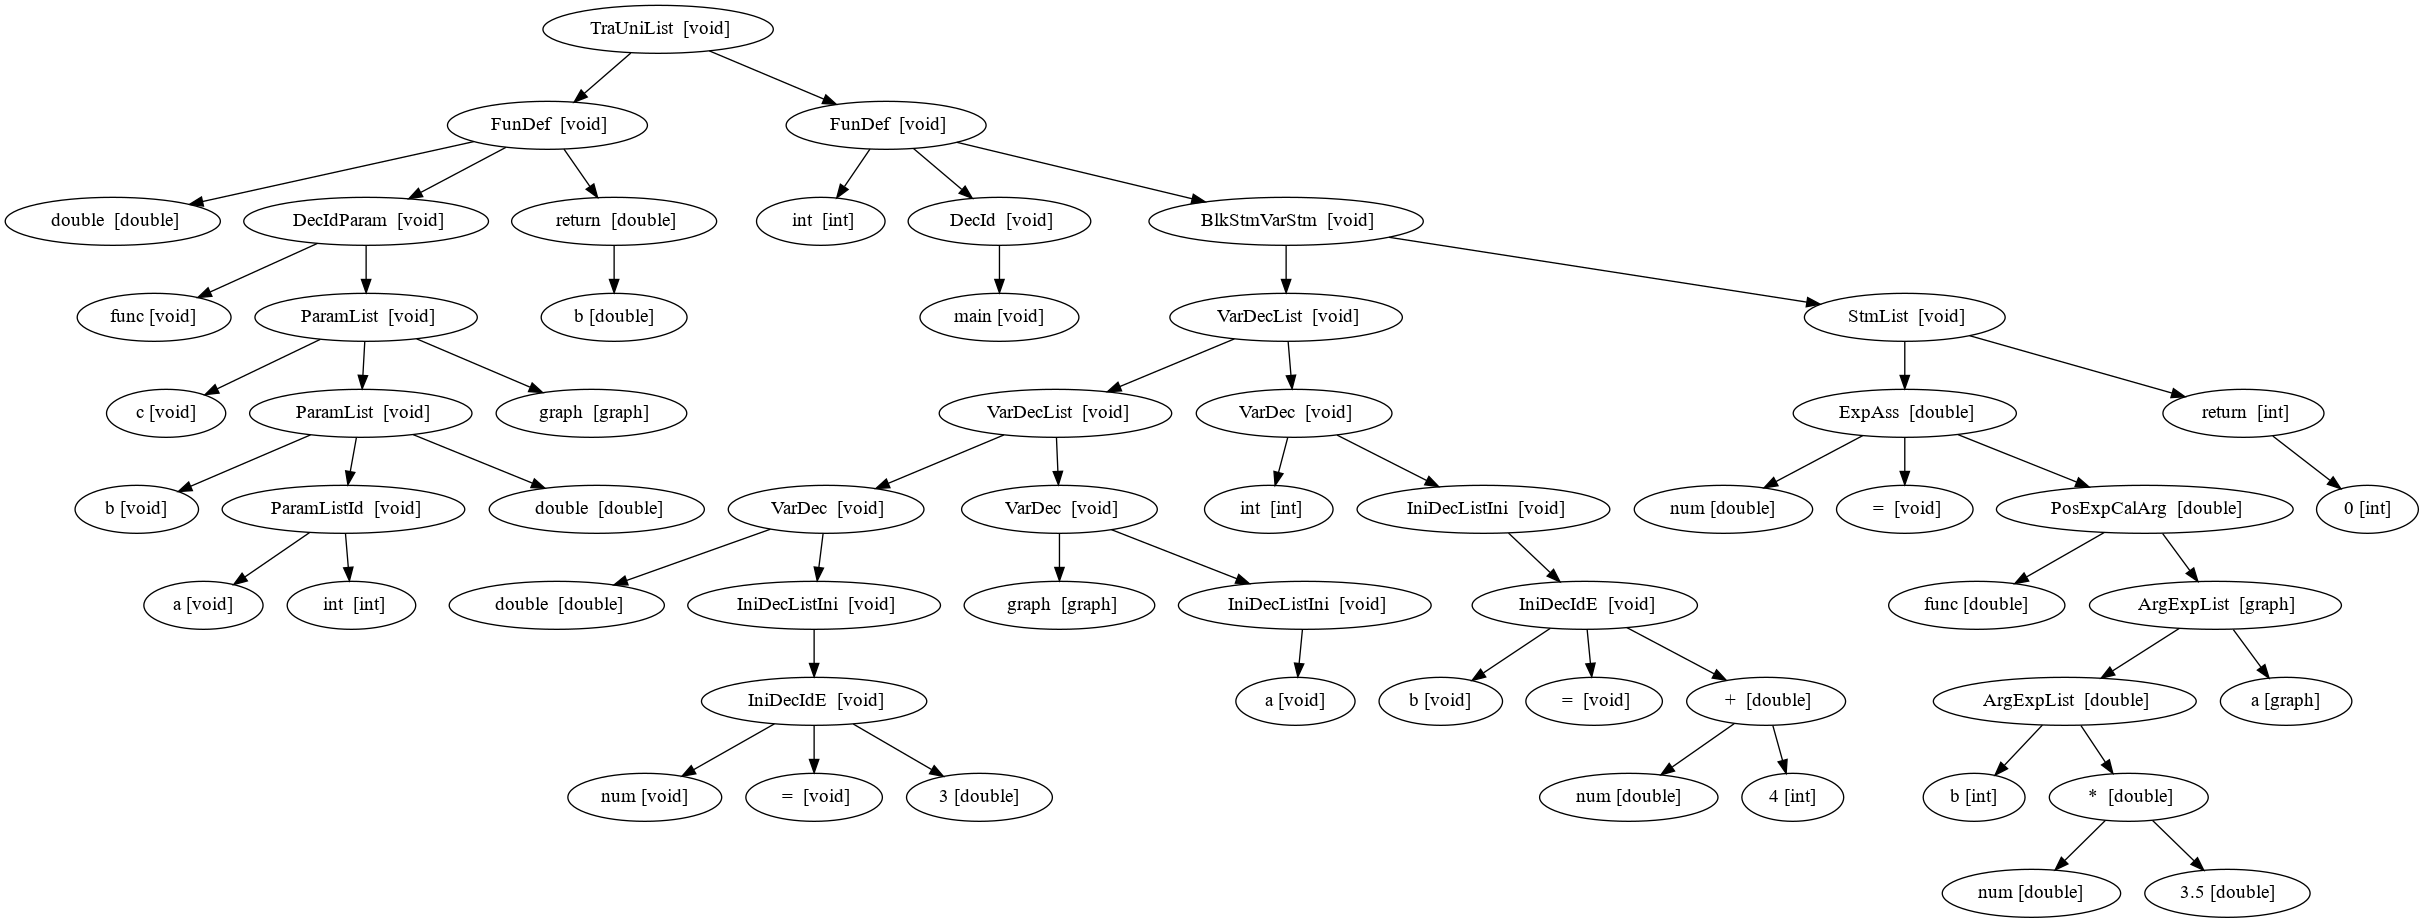 TraUniList [void]
FunDef [void]
FunDef [void]
double [double]
DecIdParam [void]
return [double]
int [int]
DecId [void]
BlkStmVarStm [void]
func [void]
ParamList [void]
b [double]
main [void]
VarDecList [void]
StmList [void]
c [void]
ParamList [void]
graph [graph]
VarDecList [void]
VarDec [void]
ExpAss [double]
return [int]
b [void]
ParamListId [void]
double [double]
VarDec [void]
VarDec [void]
int [int]
IniDecListIni [void]
num [double]
= [void]
PosExpCalArg [double]
0 [int]
a [void]
int [int]
double [double]
IniDecListIni [void]
graph [graph]
IniDecListIni [void]
IniDecIdE [void]
func [double]
ArgExpList [graph]
IniDecIdE [void]
a [void]
b [void]
= [void]
+ [double]
ArgExpList [double]
a [graph]
num [void]
= [void]
3 [double]
num [double]
4 [int]
b [int]
* [double]
num [double]
3.5 [double]